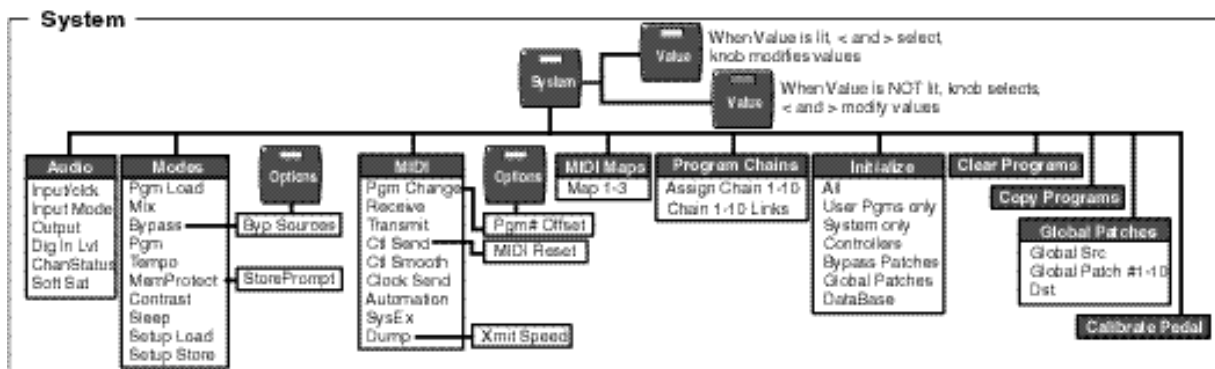 System
When Value is lit, < and > select,
knob modifies values
Value
System
When Value is NOT lit, knob selects,
< and > modify values
Value
Audio
Input/clck
Input Mode
Output
Dig In Lvl
ChanStatus
Soft Sat
Modes
Pgm Load
Mix
Bypass
Pgm
Tempo
MemProtect
Contrast
Sleep
Setup Load
Setup Store
Options
Byp Sources
StorePrompt
MIDI
Pgm Change
Receive
Transmit
Ctl Send
Ctl Smooth
Clock Send
Automation
SysEx
Dump
Options
Pgm# Offset
MIDI Reset
Xmit Speed
MIDI Maps
Map 1-3
Program Chains
Assign Chain 1-10
Chain 1-10 Links
Initialize
All
User Pgms only
System only
Controllers
Bypass Patches
Global Patches
DataBase
Clear Programs
Copy Programs
Global Patches
Global Src
Global Patch #1-10
Dst
Calibrate Pedal